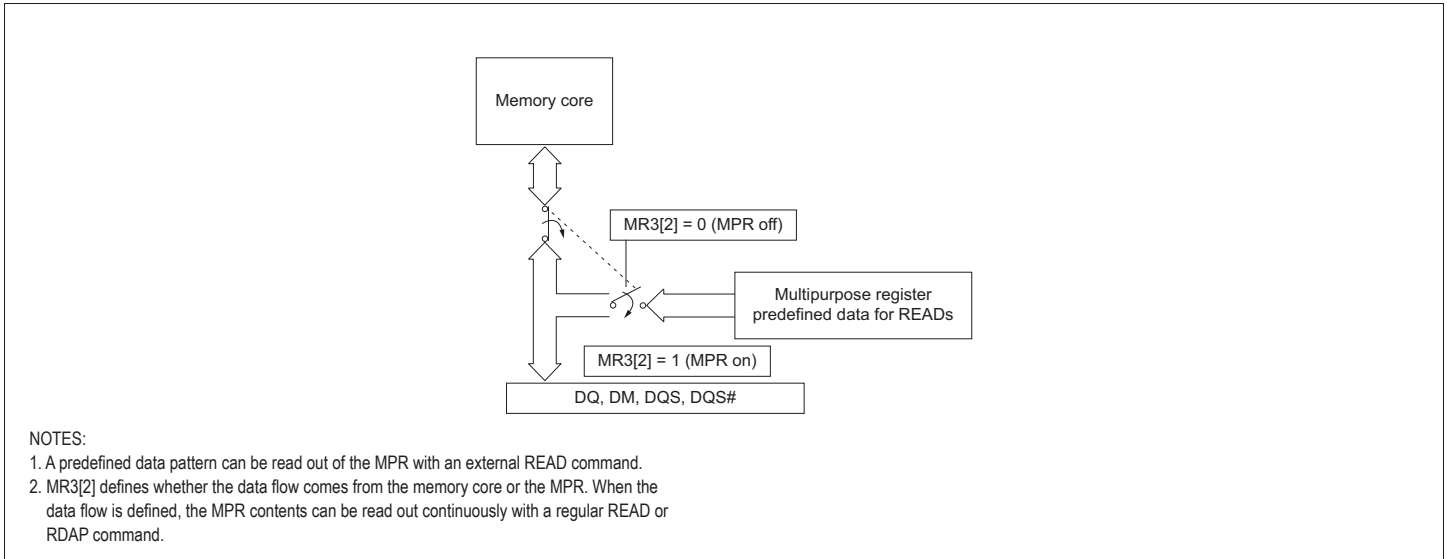 Memory core
MR3[2] = 0 (MPR off)
Multipurpose register
predefined data for READs
MR3[2] = 1 (MPR on)
DQ, DM, DQS, DQS#
NOTES:
1. A predefined data pattern can be read out of the MPR with an external READ command.
2. MR3[2] defines whether the data flow comes from the memory core or the MPR. When the
data flow is defined, the MPR contents can be read out continuously with a regular READ or
RDAP command.